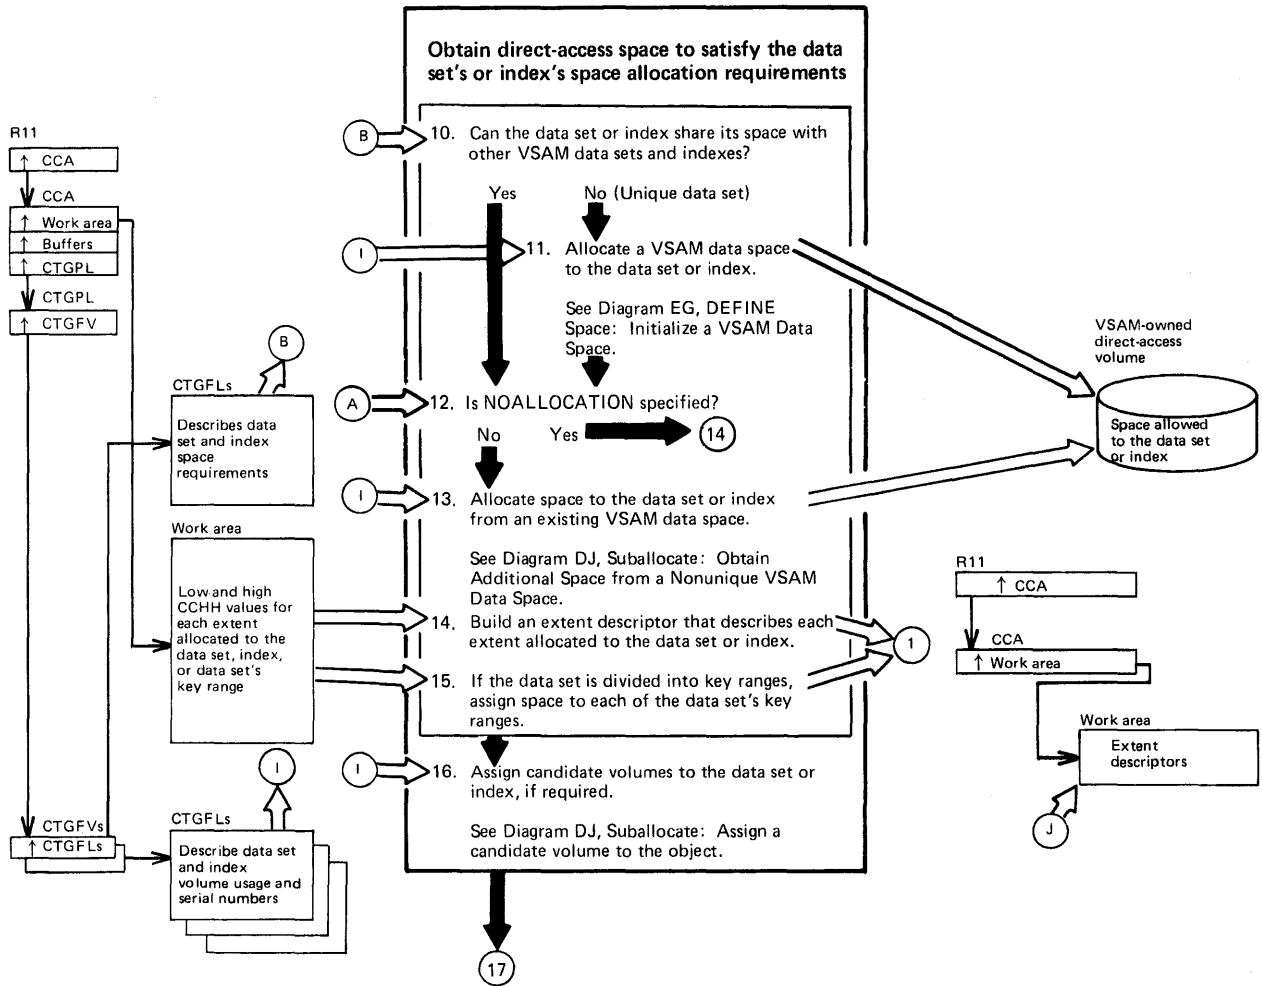 Obtain direct-access space to satisfy the data
set's or index's space allocation requirements
R11
↑ CCA
CCA
↑ Work area
↑ Buffers
↑ CTGPL
CTGPL
↑ CTGFV
B
10. Can the data set or index share its space with
other VSAM data sets and indexes?
Yes
No (Unique data set)
I
11. Allocate a VSAM data space
to the data set or index.
See Diagram EG, DEFINE
Space: Initialize a VSAM Data
Space.
VSAM-owned
direct-access
volume
Space allowed
to the data set
or index
B
CTGFLs
Describes data
set and index
space
requirements
A
12. Is NOALLOCATION specified?
No
Yes
14
I
13. Allocate space to the data set or index
from an existing VSAM data space.
See Diagram DJ, Suballocate: Obtain
Additional Space from a Nonunique VSAM
Data Space.
Work area
Low and high
CCHH values for
each extent
allocated to the
data set, index,
or data set's
key range
14. Build an extent descriptor that describes each
extent allocated to the data set or index.
1
15. If the data set is divided into key ranges,
assign space to each of the data set's key
ranges.
R11
↑ CCA
CCA
↑ Work area
Work area
Extent
descriptors
J
I
I
16. Assign candidate volumes to the data set or
index, if required.
See Diagram DJ, Suballocate: Assign a
candidate volume to the object.
CTGFVs
↑ CTGFLs
CTGFLs
Describe data set
and index
volume usage and
serial numbers
17